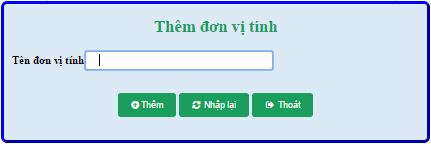 Thêm đơn vị tính
Tên đơn vị tính
Thêm Nhập lại Thoát